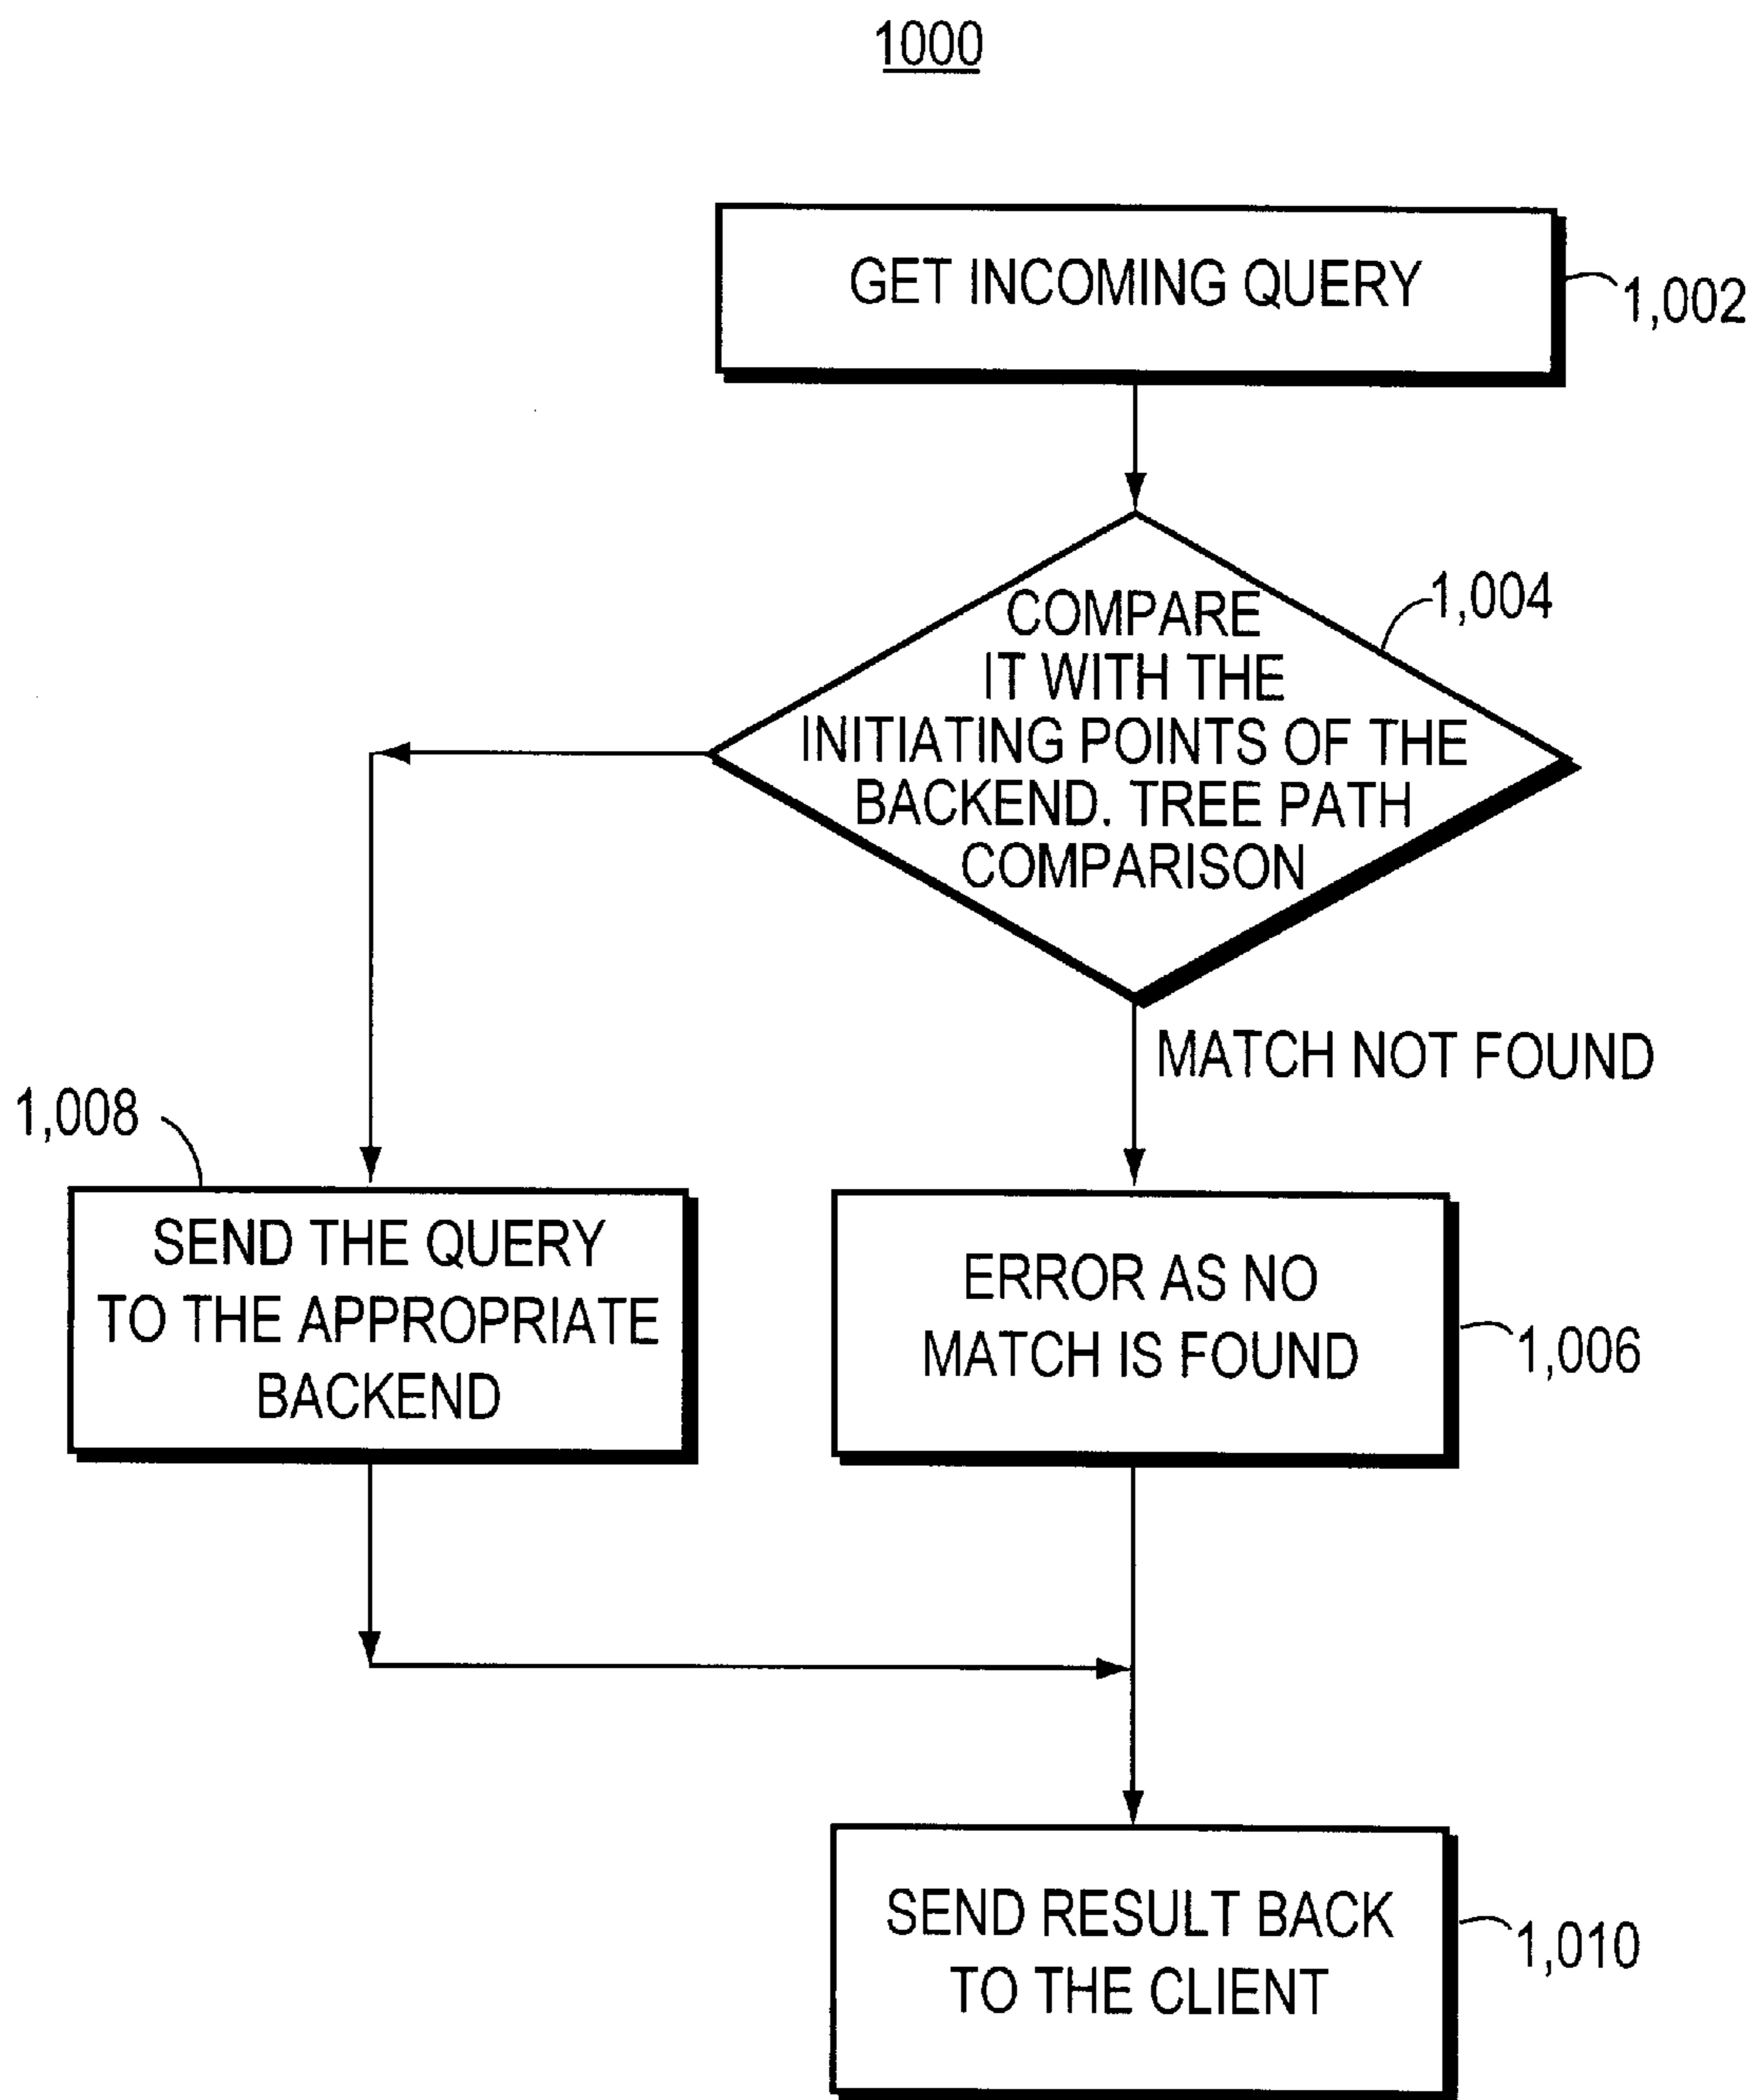 1000
GET INCOMING QUERY
1,002
COMPARE
IT WITH THE
INITIATING POINTS OF THE
BACKEND. TREE PATH
COMPARISON
1,004
MATCH NOT FOUND
1,008
SEND THE QUERY
TO THE APPROPRIATE
BACKEND
ERROR AS NO
MATCH IS FOUND
1,006
SEND RESULT BACK
TO THE CLIENT
1,010